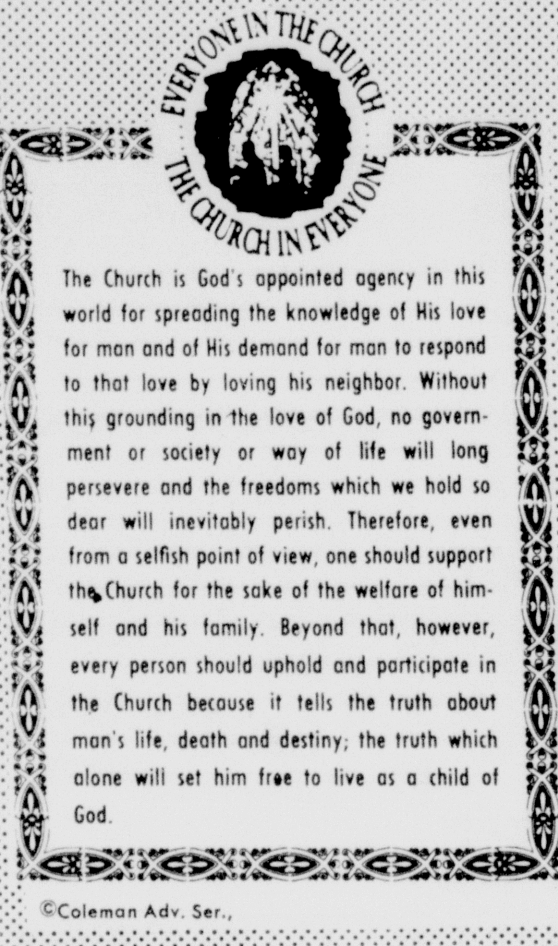 EVERYONE IN THE CHURCH
THE CHURCH IN EVERYONE
The Church is God's appointed agency in this
world for spreading the knowledge of His love
for man and of His demand for man to respond
to that love by loving his neighbor. Without
this grounding in the love of God, no govern-
ment or society or way of life will long
persevere and the freedoms which we hold so
dear will inevitably perish. Therefore, even
from a selfish point of view, one should support
the Church for the sake of the welfare of him-
self and his family. Beyond that, however,
every person should uphold and participate in
the Church because it tells the truth about
man's life, death and destiny; the truth which
alone will set him free to live as a child of
God.
©Coleman Adv. Ser.,